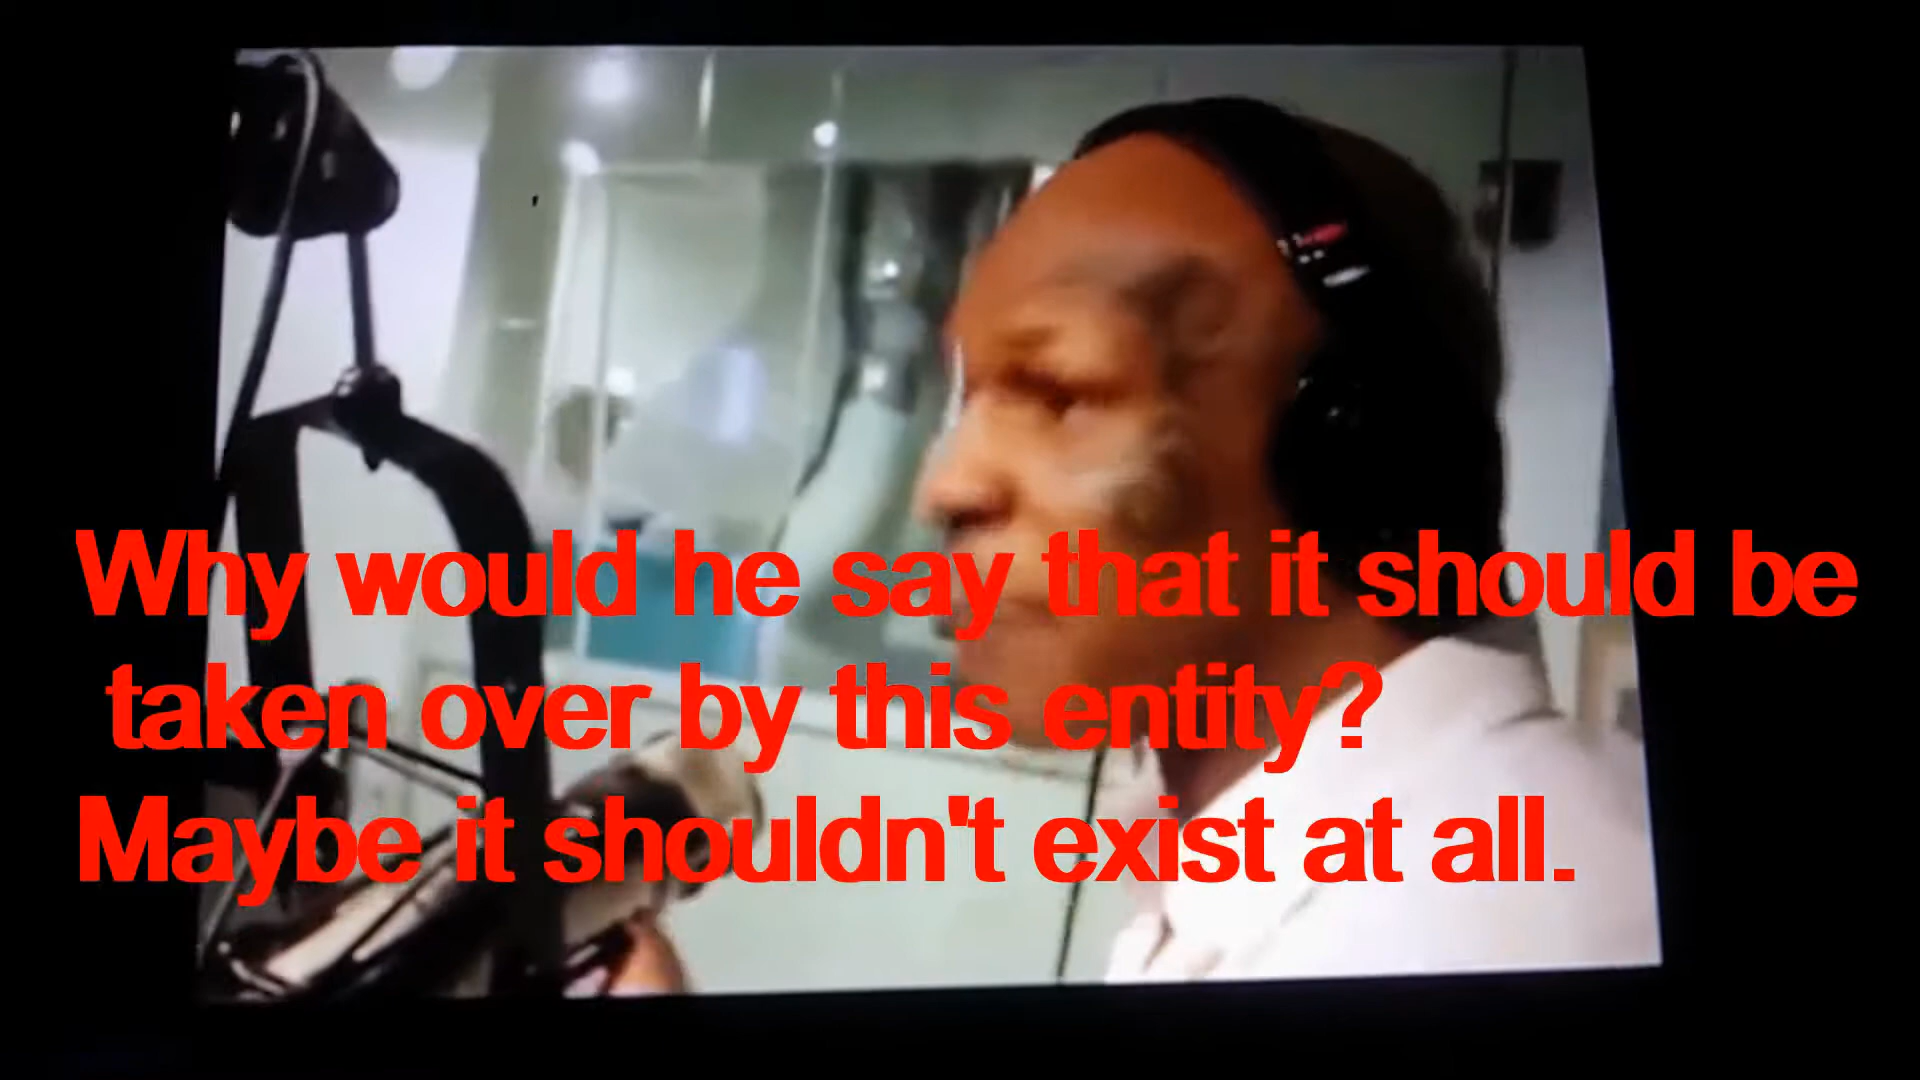 Why would he say that it should be
taken over by this entity?
Maybe it shouldn't exist at all.